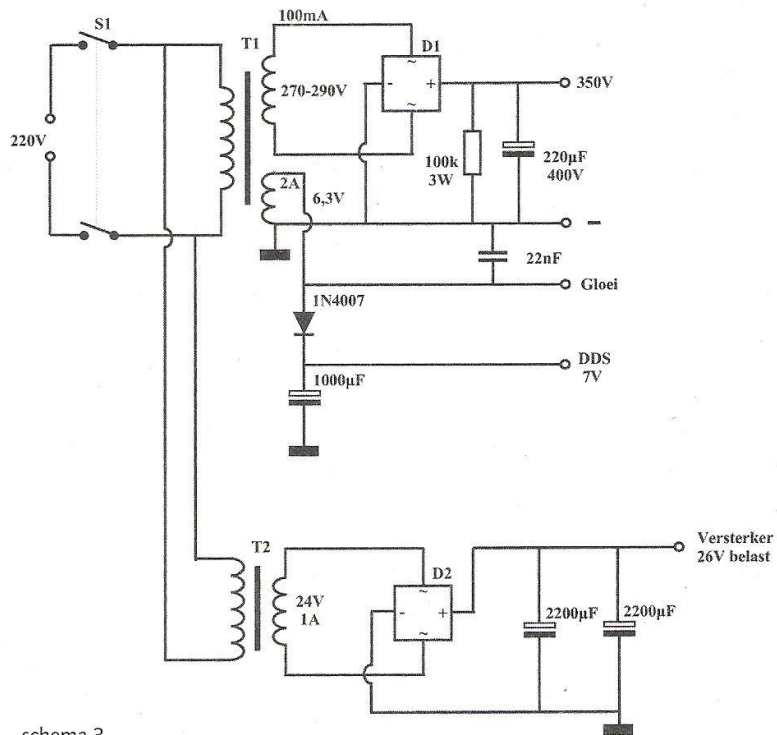 S1
100mA
T1
D1
~
-
+
~
270-290V
350V
220V
100k
3W
220µF
400V
2A
6,3V
–
22nF
Gloei
1N4007
DDS
7V
1000µF
T2
D2
~
-
+
~
24V
1A
Versterker
26V belast
2200µF
2200µF
schema 3